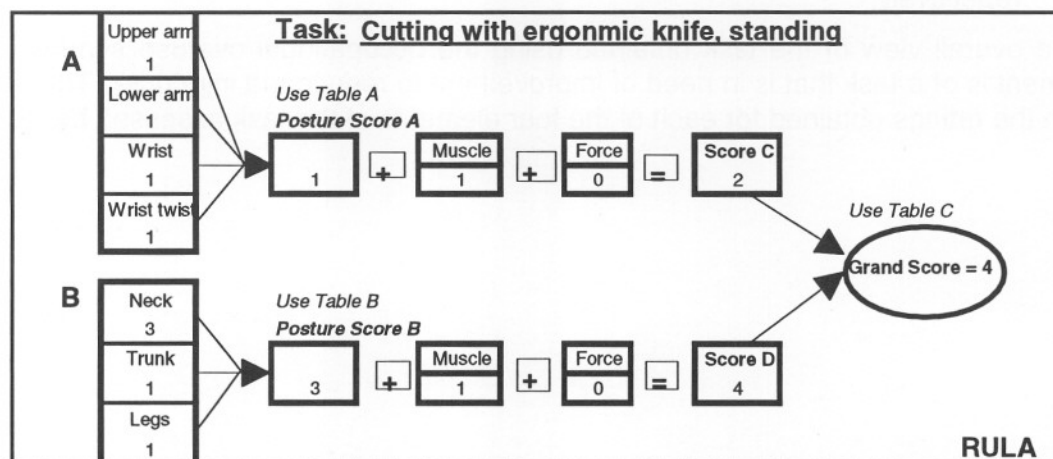 Task: Cutting with ergonmic knife, standing
A
Upper arm
1
Lower arm
1
Wrist
1
Wrist twist
1
Use Table A
Posture Score A
1
+
Muscle
1
+
Force
0
=
Score C
2
Use Table C
Grand Score = 4
B
Neck
3
Trunk
1
Legs
1
Use Table B
Posture Score B
3
+
Muscle
1
+
Force
0
=
Score D
4
RULA